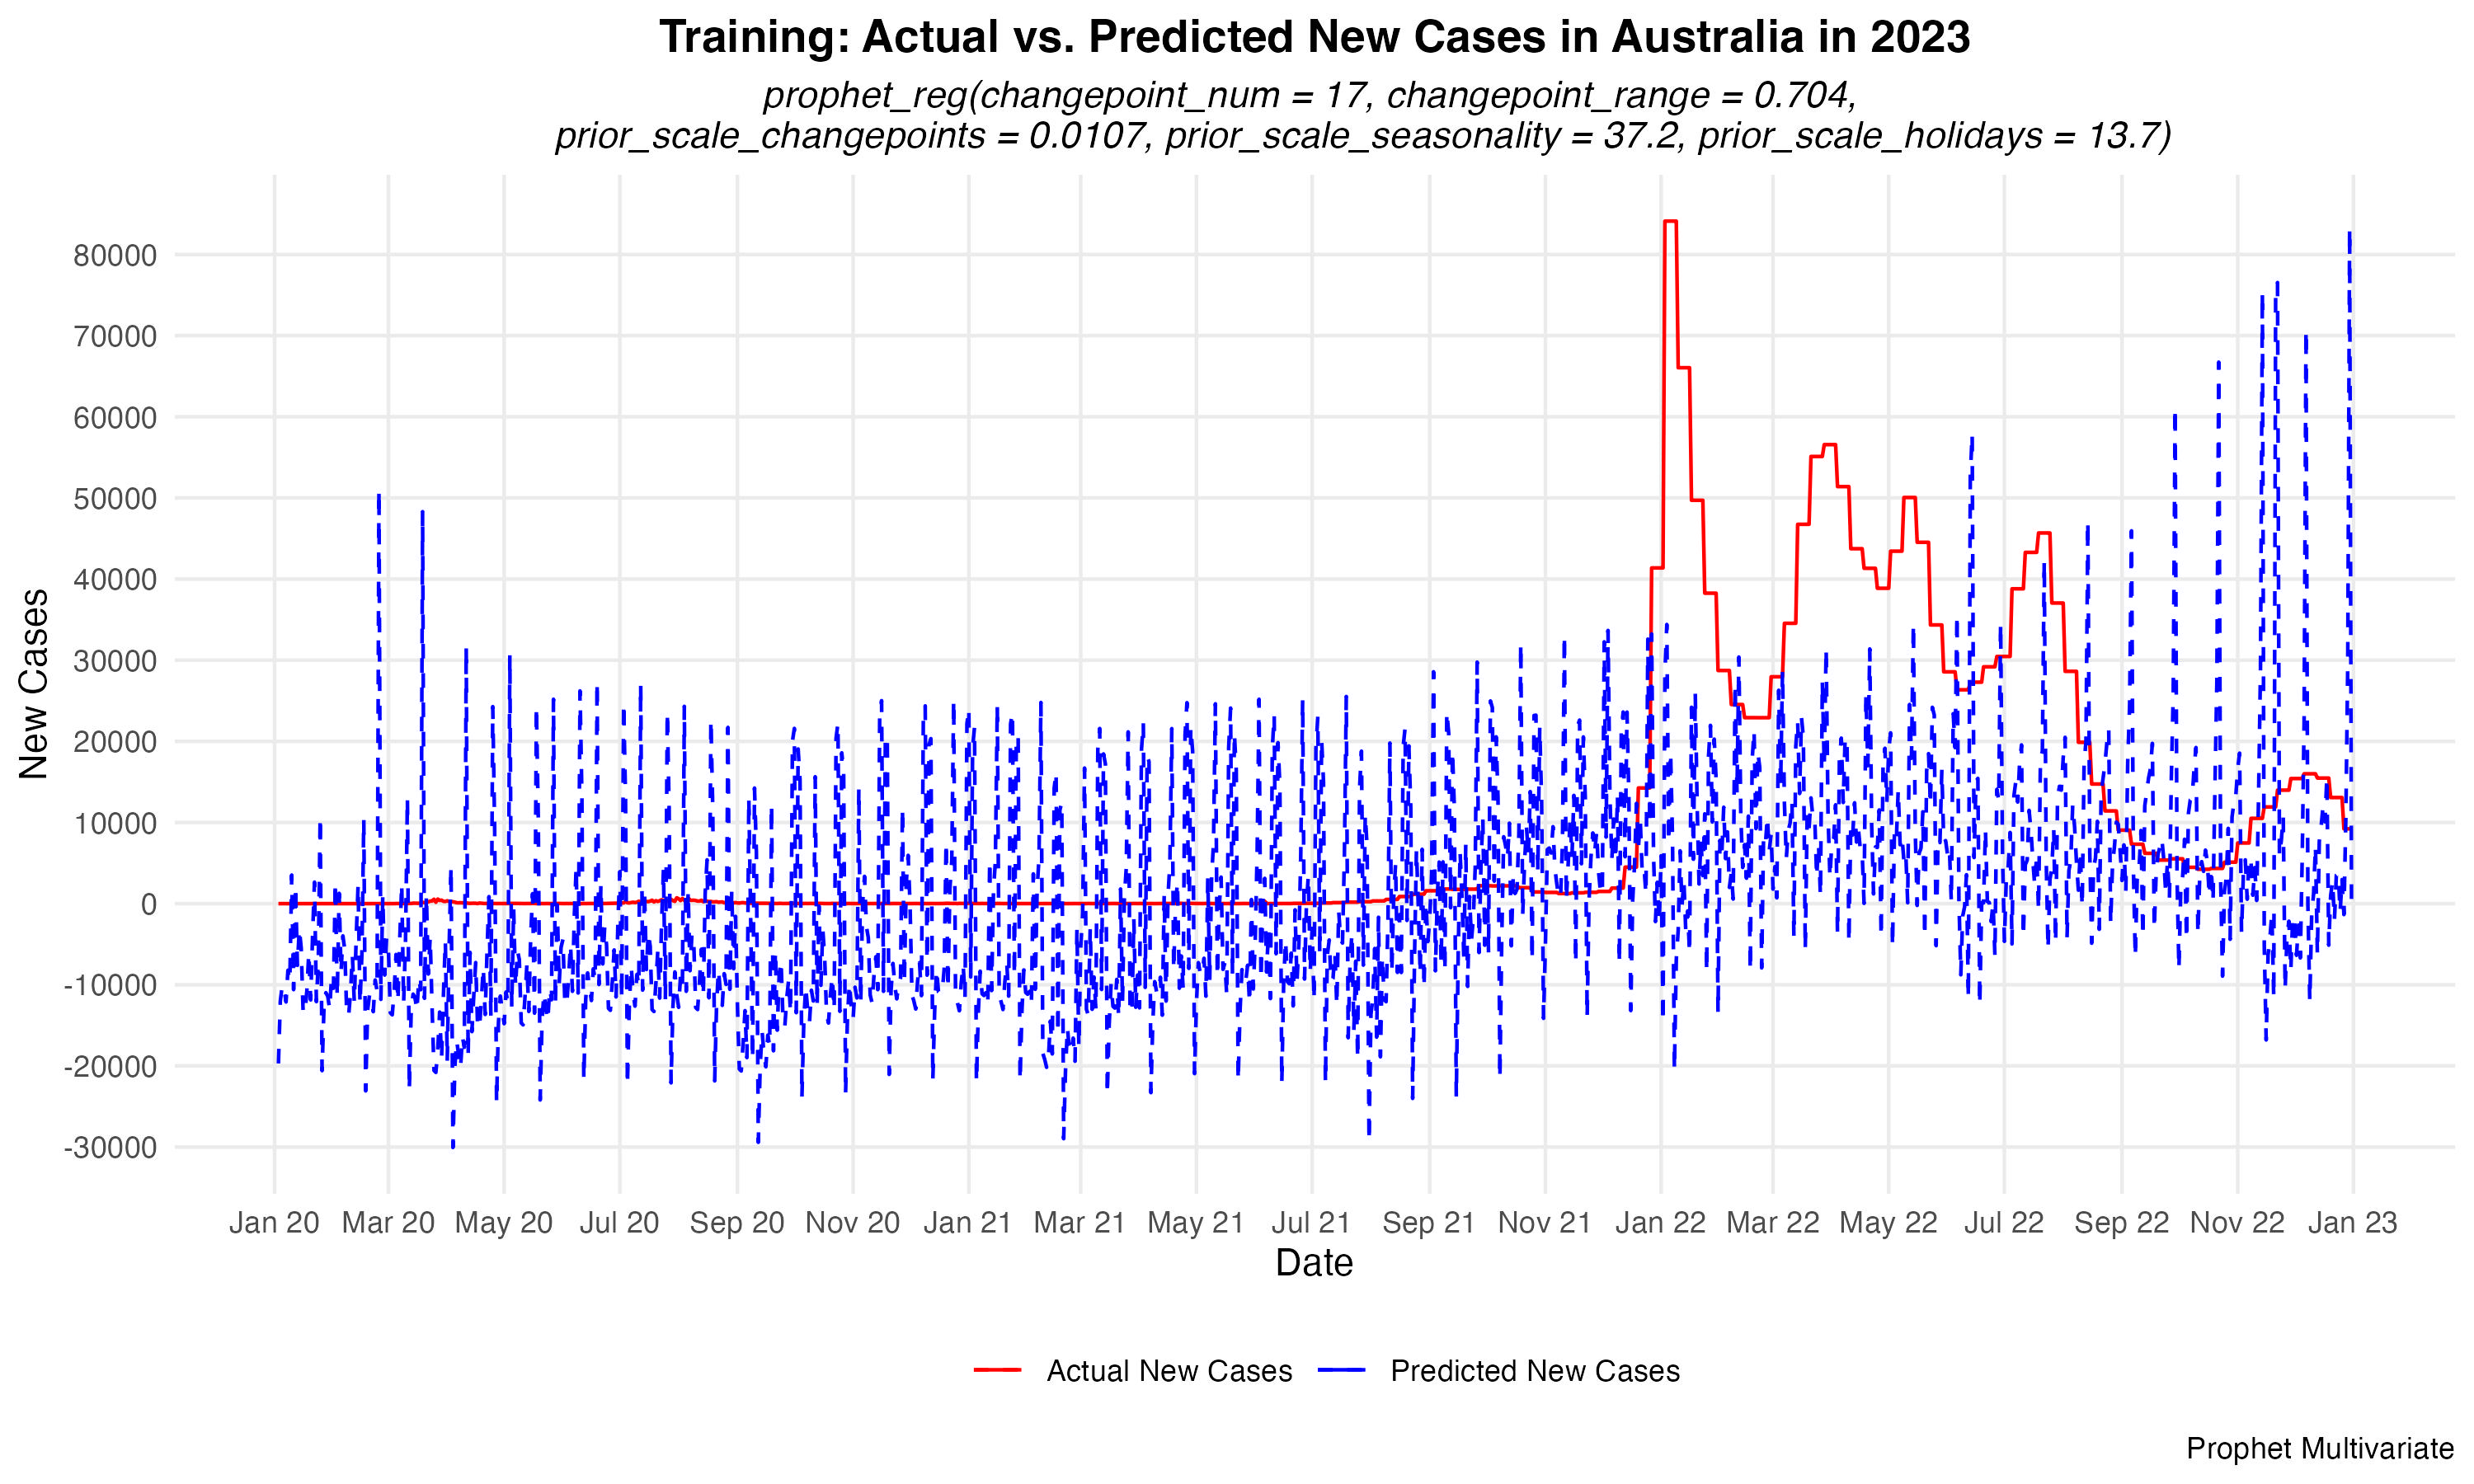 Training: Actual vs. Predicted New Cases in Australia in 2023
prophet_reg(changepoint_num = 17, changepoint_range = 0.704,
prior_scale_changepoints = 0.0107, prior_scale_seasonality = 37.2, prior_scale_holidays = 13.7)
New Cases
80000
70000
60000
50000
40000
30000
20000
10000
0
-10000
-20000
-30000
Jan 20 Mar 20 May 20 Jul 20 Sep 20 Nov 20 Jan 21 Mar 21 May 21 Jul 21 Sep 21 Nov 21 Jan 22 Mar 22 May 22 Jul 22 Sep 22 Nov 22 Jan 23
Date
Actual New Cases Predicted New Cases
Prophet Multivariate